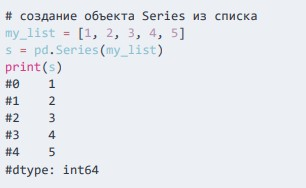 # создание объекта Series из списка
my_list = [1, 2, 3, 4, 5]
s = pd.Series(my_list)
print(s)
#0    1
#1    2
#2    3
#3    4
#4    5
#dtype: int64